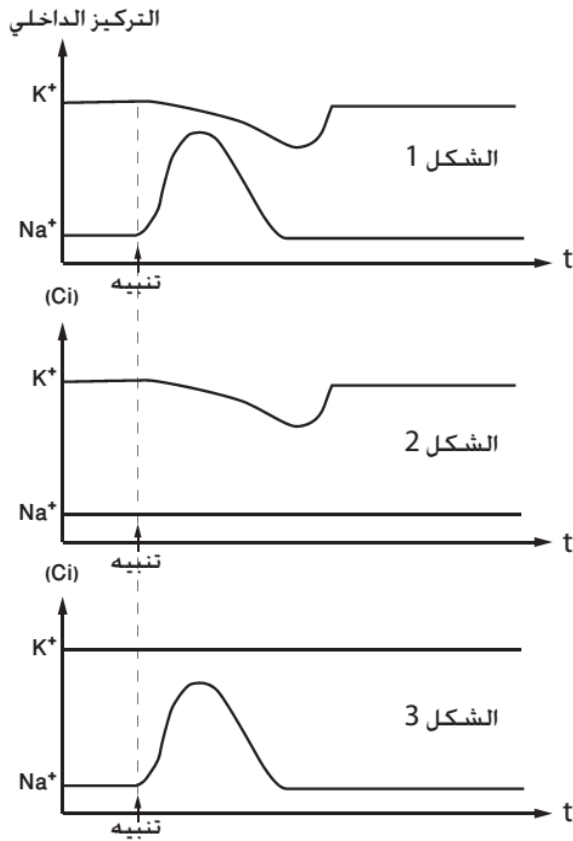 التركيز الداخلي
K⁺
الشكل 1
Na⁺
t
تنبيه
(Ci)
K⁺
الشكل 2
Na⁺
t
تنبيه
(Ci)
K⁺
الشكل 3
Na⁺
t
تنبيه